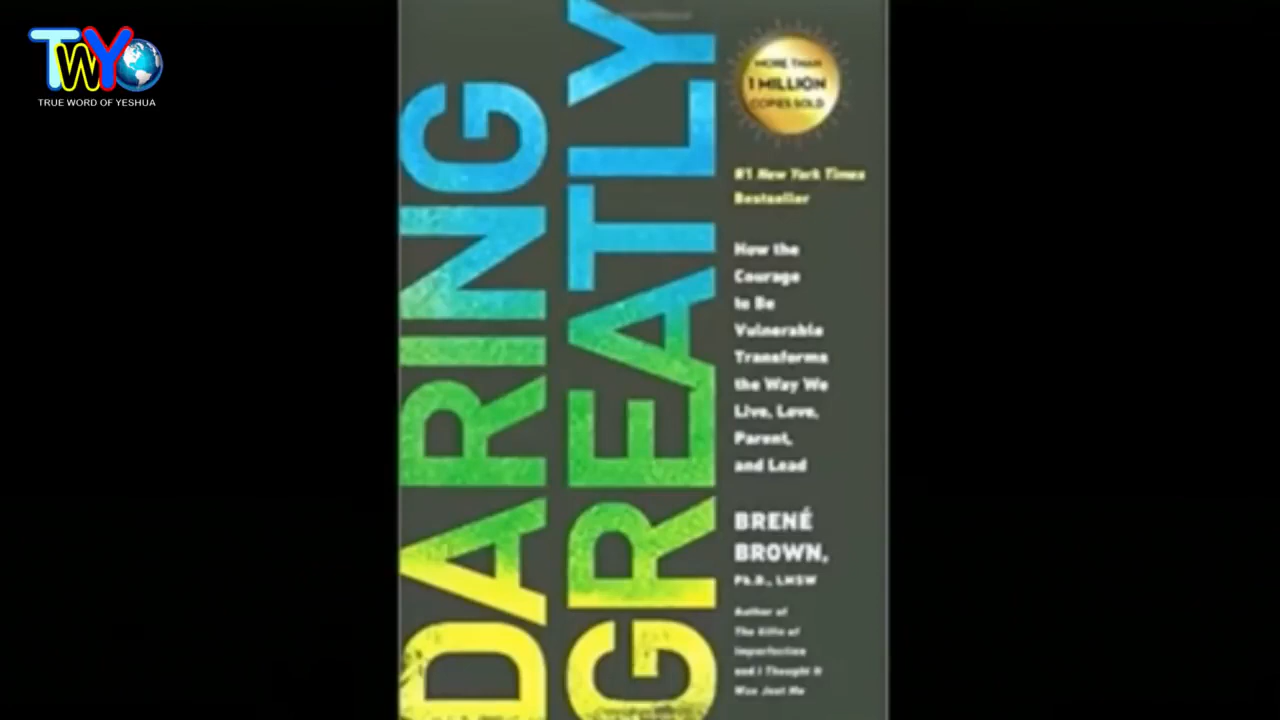 TWY
TRUE WORD OF YESHUA
DARING
GREATLY
MORE THAN
1 MILLION
COPIES SOLD
#1 New York Times
Bestseller
How the
Courage
to Be
Vulnerable
Transforms
the Way We
Live, Love,
Parent,
and Lead
BRENÉ
BROWN,
Ph.D., LMSW
Author of
The Gifts of
Imperfection
and I Thought It
Was Just Me